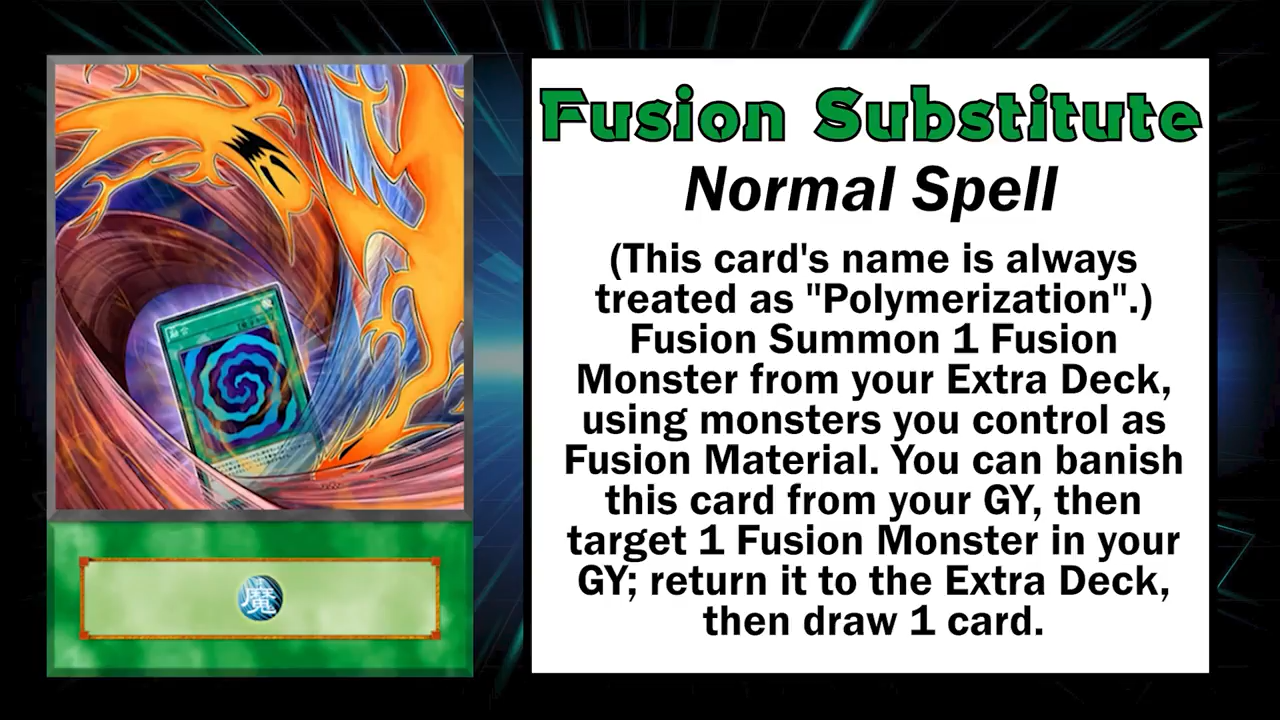 Fusion Substitute
Normal Spell
(This card's name is always
treated as "Polymerization".)
Fusion Summon 1 Fusion
Monster from your Extra Deck,
using monsters you control as
Fusion Material. You can banish
this card from your GY, then
target 1 Fusion Monster in your
GY; return it to the Extra Deck,
then draw 1 card.
融合
魔